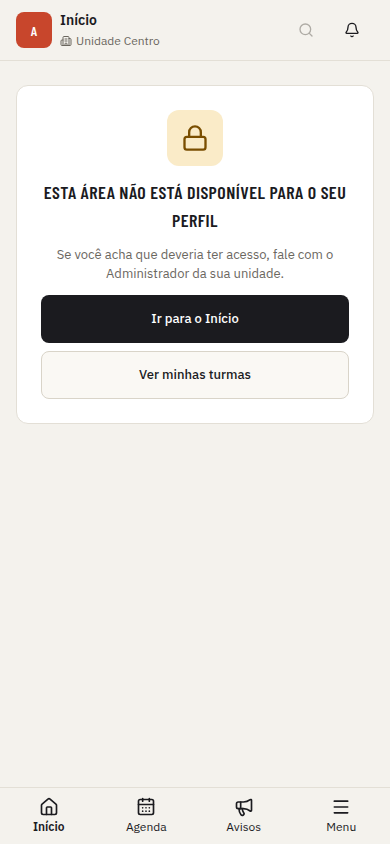 A
Início
Unidade Centro
ESTA ÁREA NÃO ESTÁ DISPONÍVEL PARA O SEU
PERFIL
Se você acha que deveria ter acesso, fale com o
Administrador da sua unidade.
Ir para o Início
Ver minhas turmas
Início
Agenda
Avisos
Menu